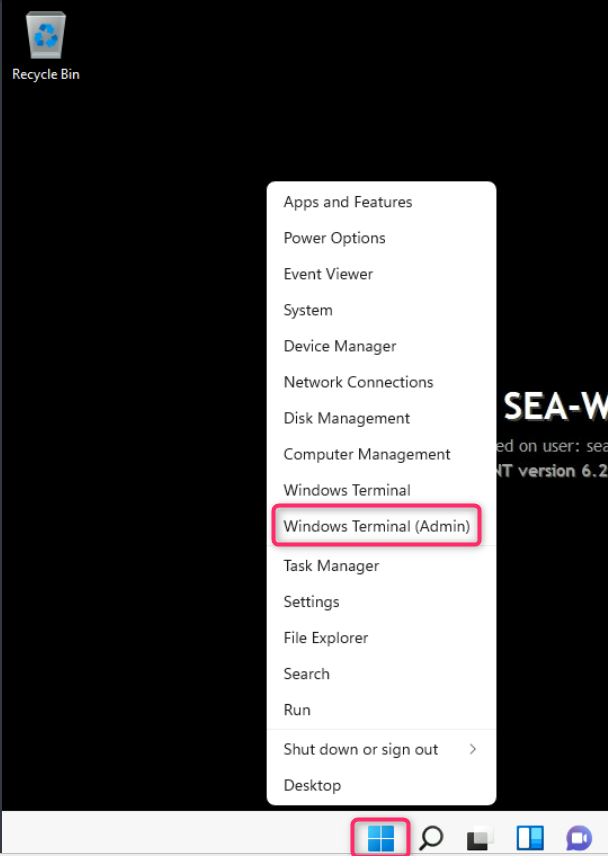 Recycle Bin
Apps and Features
Power Options
Event Viewer
System
Device Manager
Network Connections
Disk Management
SEA-W
Computer Management
ed on user: sea
Windows Terminal
NT version 6.2
Windows Terminal (Admin)
Task Manager
Settings
File Explorer
Search
Run
Shut down or sign out
Desktop